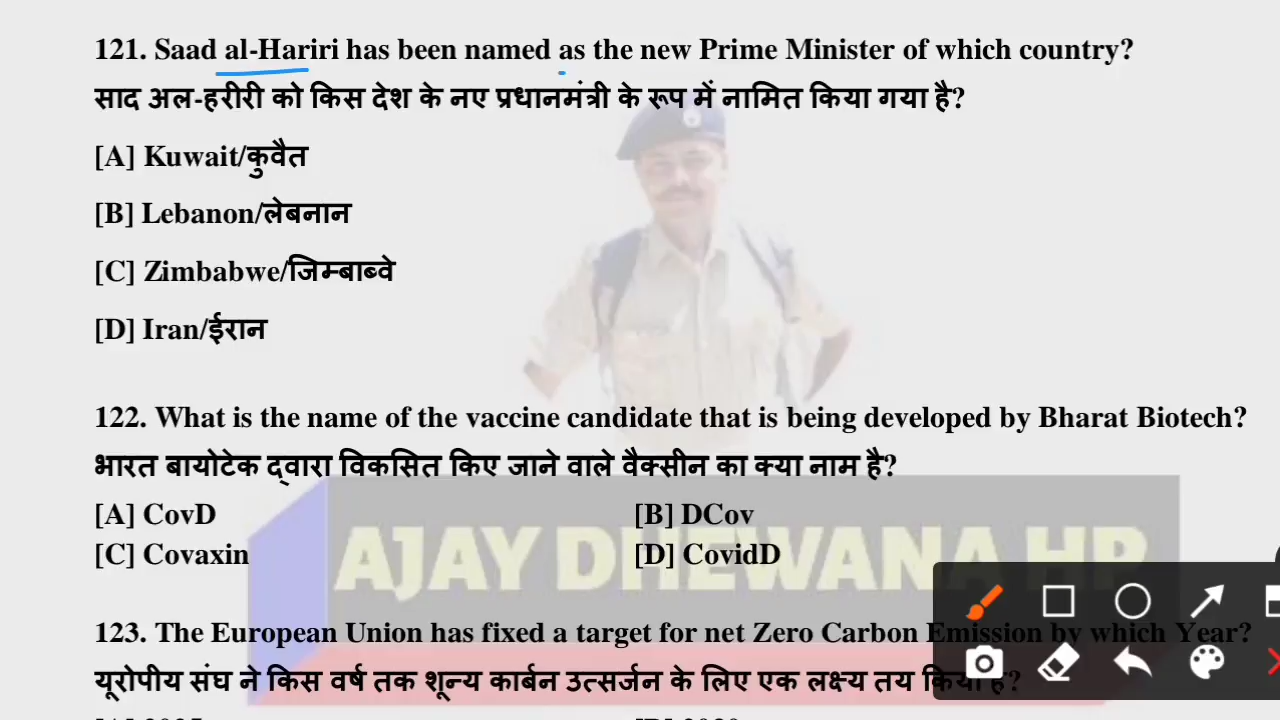 121. Saad al-Hariri has been named as the new Prime Minister of which country?
साद अल-हरीरी को किस देश के नए प्रधानमंत्री के रूप में नामित किया गया है?
[A] Kuwait/कुवैत
[B] Lebanon/लेबनान
[C] Zimbabwe/जिम्बाब्वे
[D] Iran/ईरान
122. What is the name of the vaccine candidate that is being developed by Bharat Biotech?
भारत बायोटेक द्वारा विकसित किए जाने वाले वैक्सीन का क्या नाम है?
[A] CovD [B] DCov
[C] Covaxin [D] CovidD
AJAY DHEWANA HP
123. The European Union has fixed a target for net Zero Carbon Emission by which Year?
यूरोपीय संघ ने किस वर्ष तक शून्य कार्बन उत्सर्जन के लिए एक लक्ष्य तय किया है?